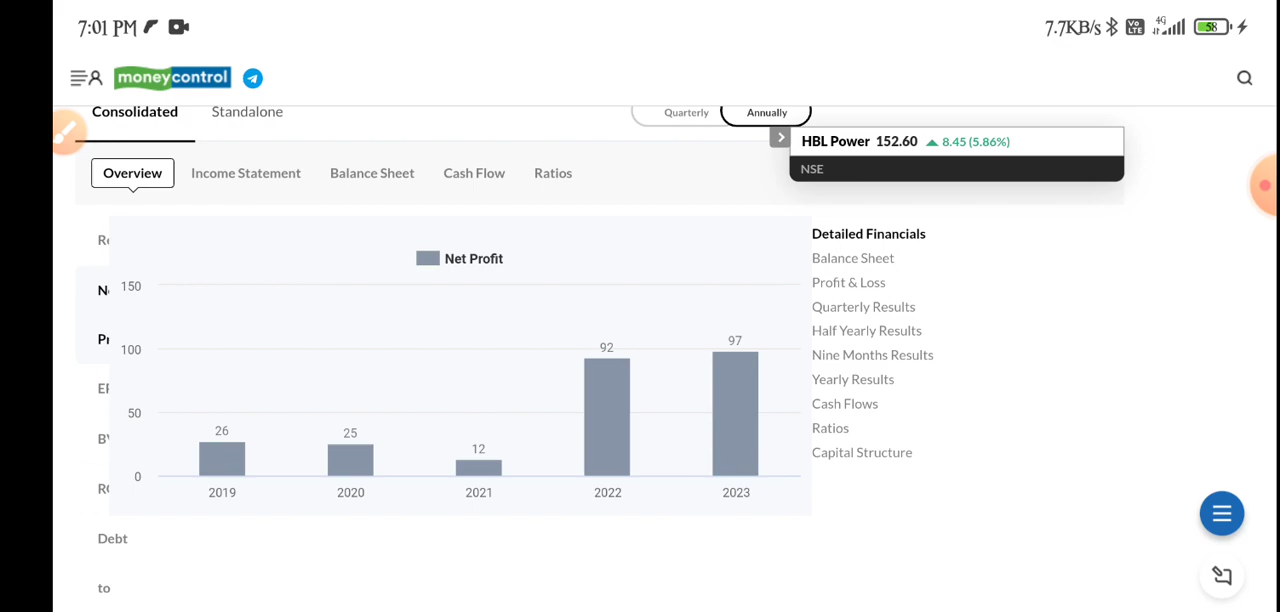 7:01 PM 7.7KB/s Vo LTE 4G 58
moneycontrol
Consolidated Standalone Quarterly Annually
HBL Power 152.60 8.45 (5.86%)
NSE
Overview Income Statement Balance Sheet Cash Flow Ratios
Net Profit
150
100
50
0
26
25
12
92
97
2019 2020 2021 2022 2023
Debt
to
Detailed Financials
Balance Sheet
Profit & Loss
Quarterly Results
Half Yearly Results
Nine Months Results
Yearly Results
Cash Flows
Ratios
Capital Structure